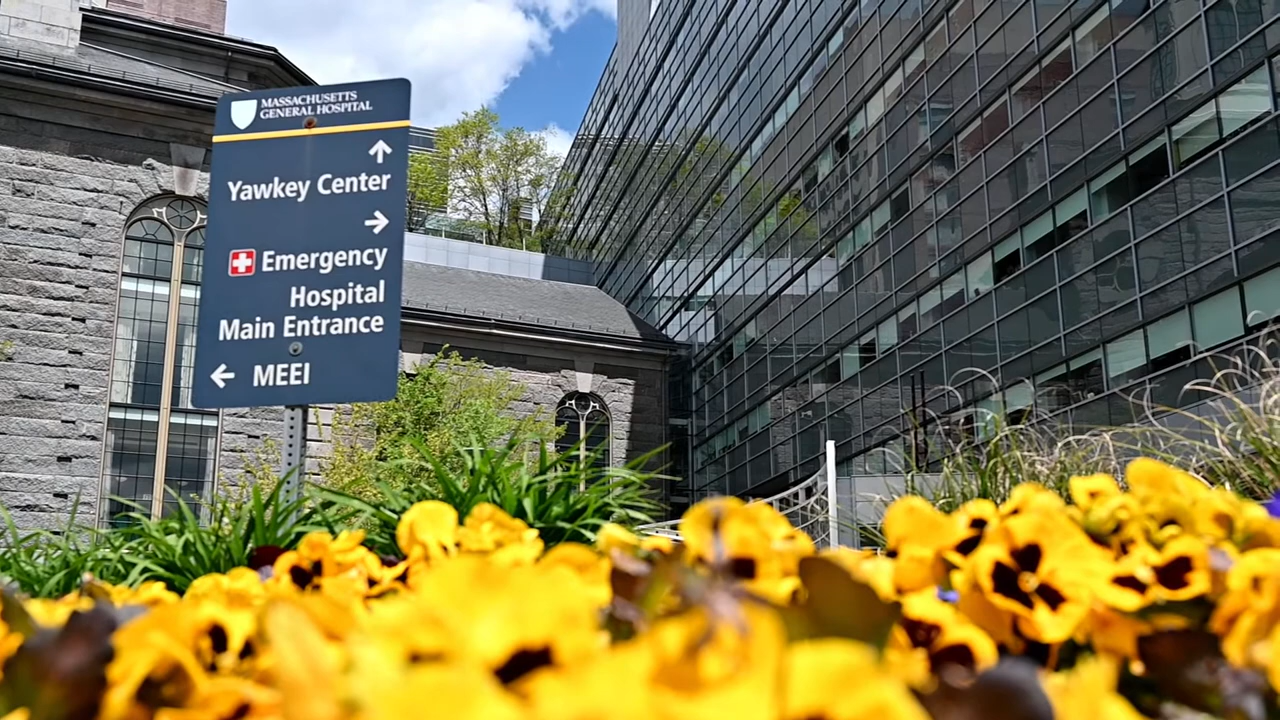 MASSACHUSETTS
GENERAL HOSPITAL
Yawkey Center
Emergency
Hospital
Main Entrance
MEEI